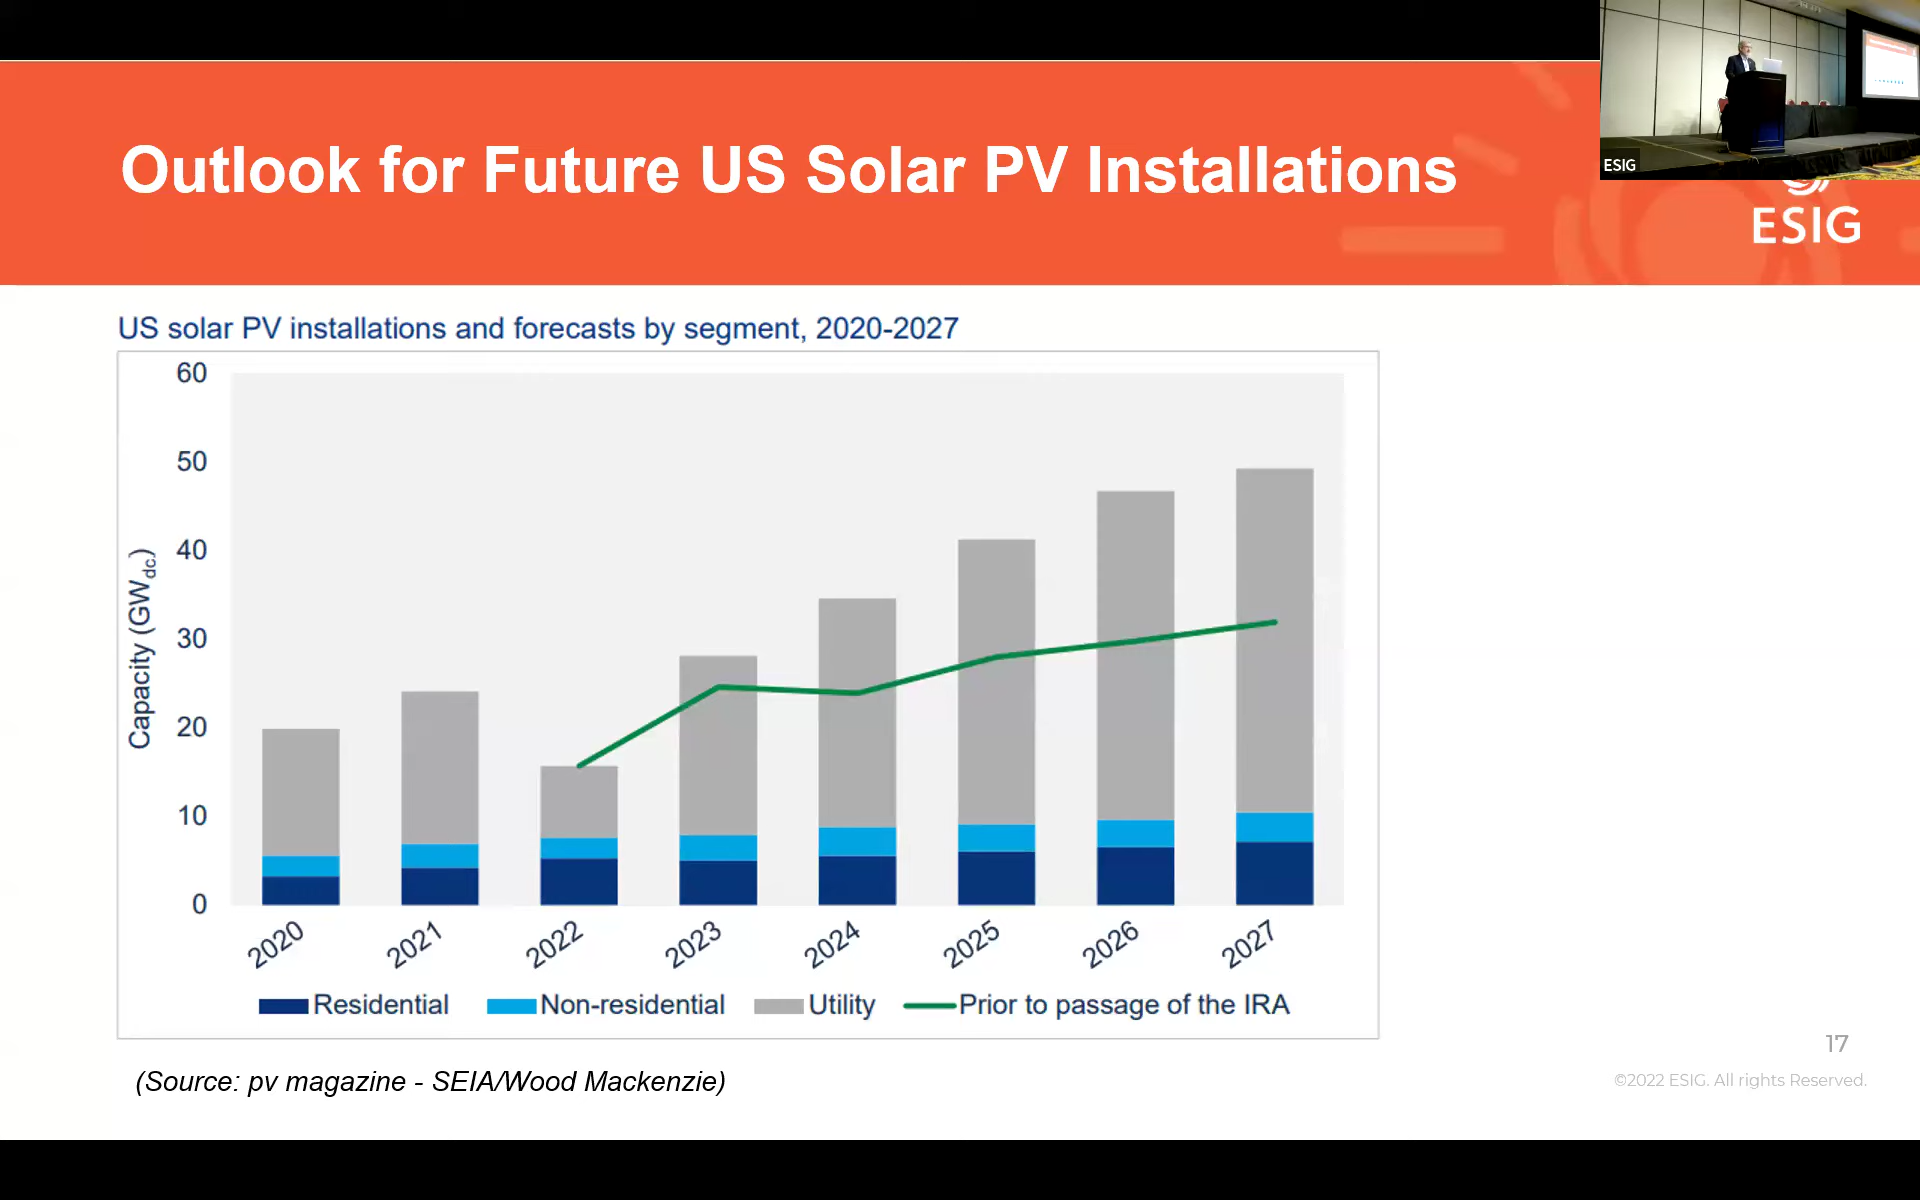 ESIG
Outlook for Future US Solar PV Installations
ESIG
US solar PV installations and forecasts by segment, 2020-2027
60
50
40
30
20
10
0
Capacity (GWdc)
2020
2021
2022
2023
2024
2025
2026
2027
Residential
Non-residential
Utility
Prior to passage of the IRA
(Source: pv magazine - SEIA/Wood Mackenzie)
17
©2022 ESIG. All rights Reserved.